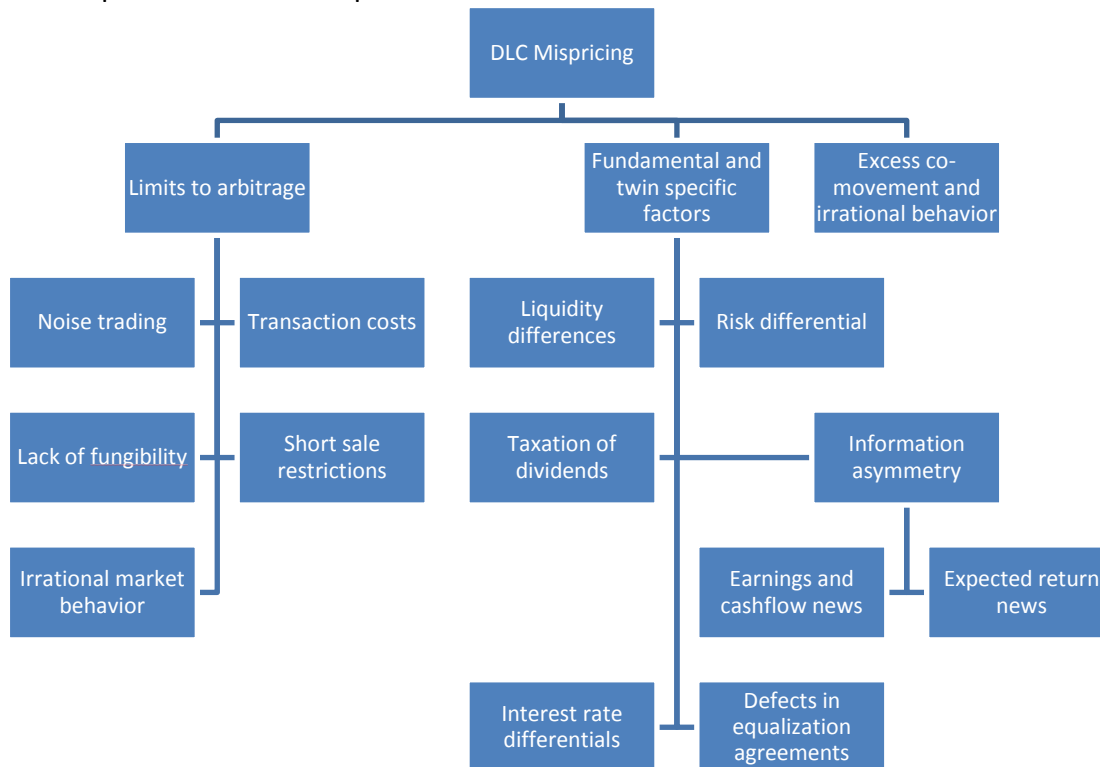 DLC Mispricing
Limits to arbitrage
Fundamental and
twin specific
factors
Excess co-
movement and
irrational behavior
Noise trading
Transaction costs
Liquidity
differences
Risk differential
Lack of fungibility
Short sale
restrictions
Taxation of
dividends
Information
asymmetry
Irrational market
behavior
Earnings and
cashflow news
Expected return
news
Interest rate
differentials
Defects in
equalization
agreements